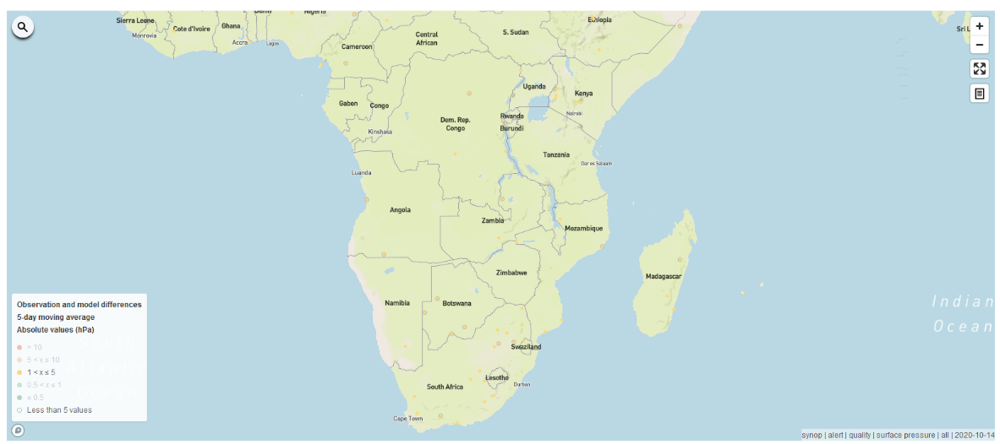 Sierra Leone
Monrovia
Cote d'Ivoire
Ghana
Accra
Lagos
Nigeria
Cameroon
Central
African
S. Sudan
Ethiopia
Sri L
+
−
Gabon
Congo
Kinshasa
Dem. Rep.
Congo
Uganda
Kenya
Nairobi
Rwanda
Burundi
Tanzania
Dar es Salaam
Luanda
Angola
Zambia
Mozambique
Zimbabwe
Madagascar
Namibia
Botswana
Swaziland
Lesotho
Durban
South Africa
Cape Town
Indian
Ocean
Observation and model differences
5-day moving average
Absolute values (hPa)
> 10
5 < x ≤ 10
1 < x ≤ 5
0.5 < x ≤ 1
≤ 0.5
Less than 5 values
synop | alert | quality | surface pressure | all | 2020-10-14